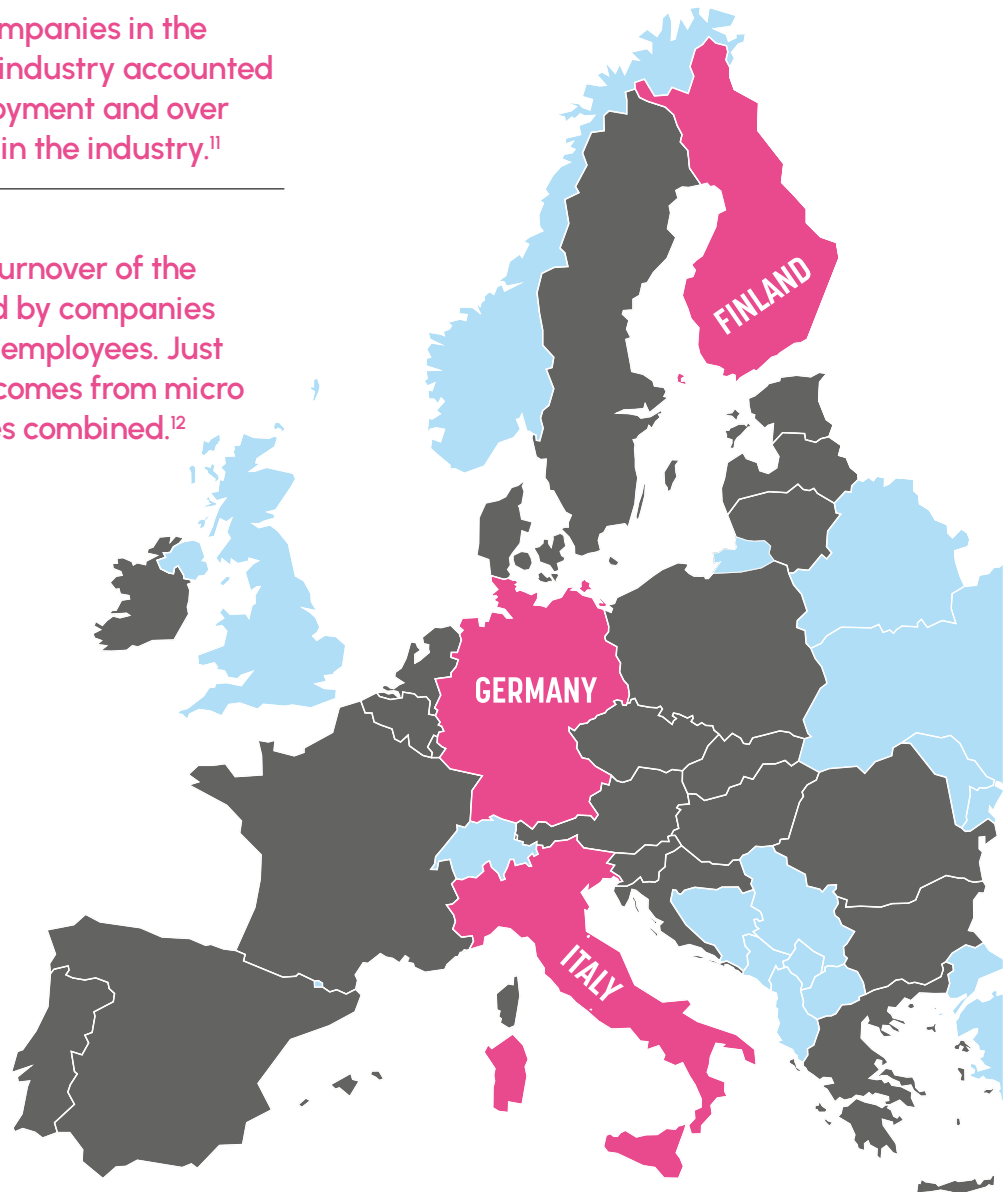 mpanies in the
industry accounted
oyment and over
in the industry.¹¹
urnover of the
d by companies
employees. Just
comes from micro
es combined.¹²
FINLAND
GERMANY
ITALY